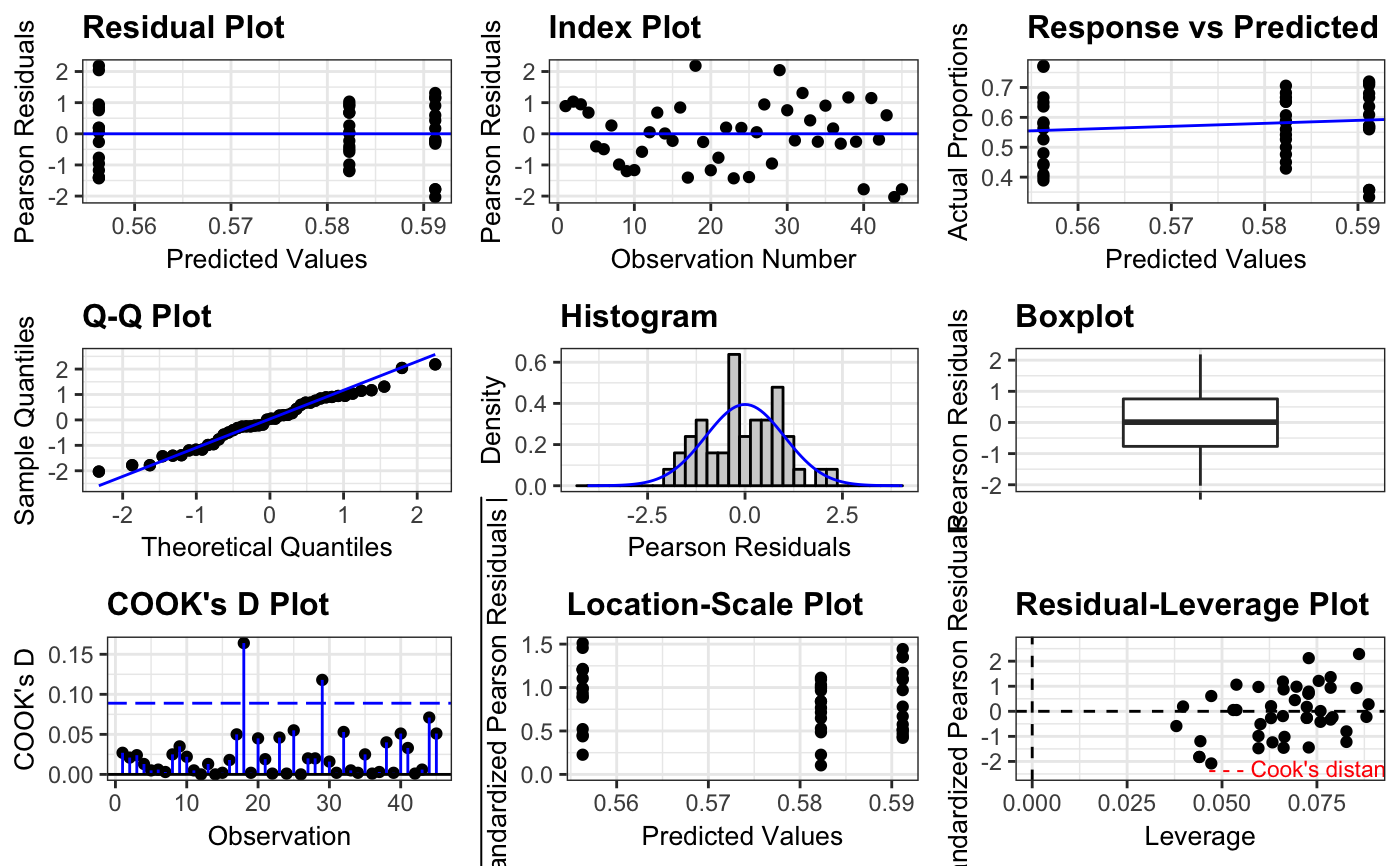 Residual Plot
Pearson Residuals
2
1
0
-1
-2
0.56
0.57
0.58
0.59
Predicted Values
Index Plot
Pearson Residuals
2
1
0
-1
-2
0
10
20
30
40
Observation Number
Response vs Predicted
Actual Proportions
0.7
0.6
0.5
0.4
0.56
0.57
0.58
0.59
Predicted Values
Q-Q Plot
Sample Quantiles
2
1
0
-1
-2
-2
-1
0
1
2
Theoretical Quantiles
Histogram
Density
0.6
0.4
0.2
0.0
-2.5
0.0
2.5
Pearson Residuals
Boxplot
Pearson Residuals
2
1
0
-1
-2
COOK's D Plot
COOK's D
0.15
0.10
0.05
0.00
0
10
20
30
40
Observation
Location-Scale Plot
andardized Pearson Residual |
1.5
1.0
0.5
0.0
0.56
0.57
0.58
0.59
Predicted Values
Residual-Leverage Plot
andardized Pearson Residuals
2
1
0
-1
-2
Cook's distan
0.000
0.025
0.050
0.075
Leverage